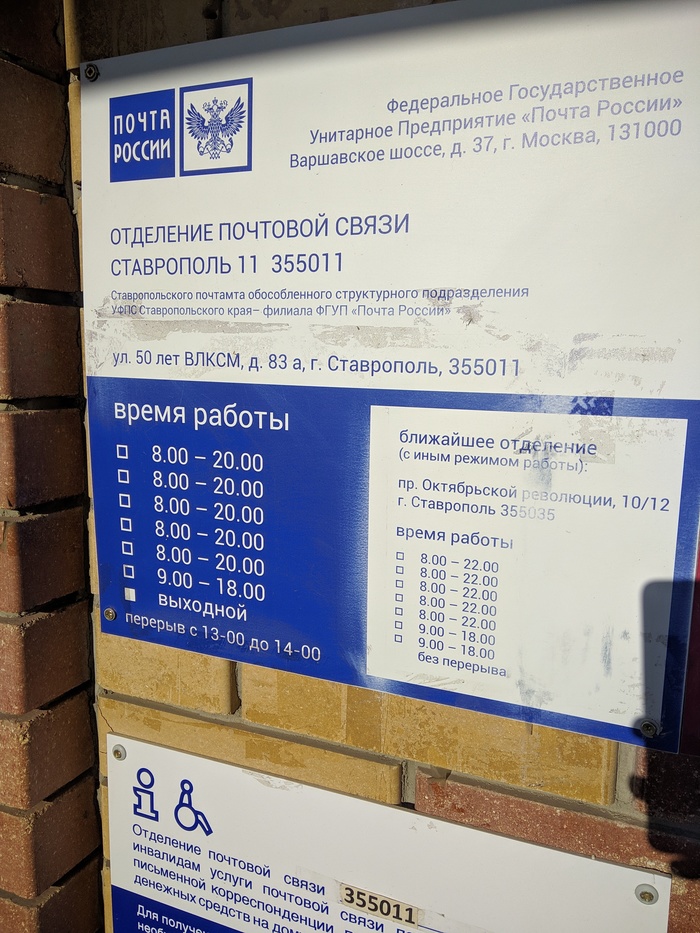 ПОЧТА
РОССИИ
Федеральное Государственное
Унитарное Предприятие «Почта России»
Варшавское шоссе, д. 37, г. Москва, 131000
ОТДЕЛЕНИЕ ПОЧТОВОЙ СВЯЗИ
СТАВРОПОЛЬ 11 355011
Ставропольского почтамта обособленного структурного подразделения
УФПС Ставропольского края– филиала ФГУП «Почта России»
ул. 50 лет ВЛКСМ, д. 83 а, г. Ставрополь, 355011
время работы
8.00 – 20.00
8.00 – 20.00
8.00 – 20.00
8.00 – 20.00
8.00 – 20.00
9.00 – 18.00
выходной
перерыв с 13-00 до 14-00
ближайшее отделение
(с иным режимом работы):
пр. Октябрьской революции, 10/12
г. Ставрополь 355035
время работы
8.00 – 22.00
8.00 – 22.00
8.00 – 22.00
8.00 – 22.00
8.00 – 22.00
9.00 – 18.00
9.00 – 18.00
без перерыва
Отделение почтовой связи 355011
инвалидам услуги почтовой связи
письменной корреспонденции
денежных средств на
Для